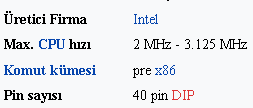 Üretici Firma Intel
Max. CPU hızı 2 MHz - 3.125 MHz
Komut kümesi pre x86
Pin sayısı 40 pin DIP